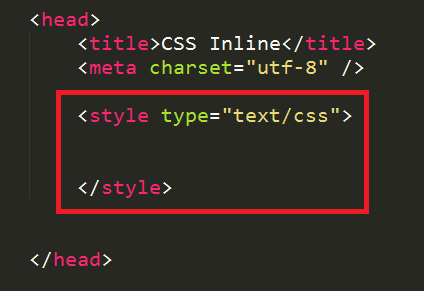 <head>
<title>CSS Inline</title>
<meta charset="utf-8" />
<style type="text/css">
</style>
</head>